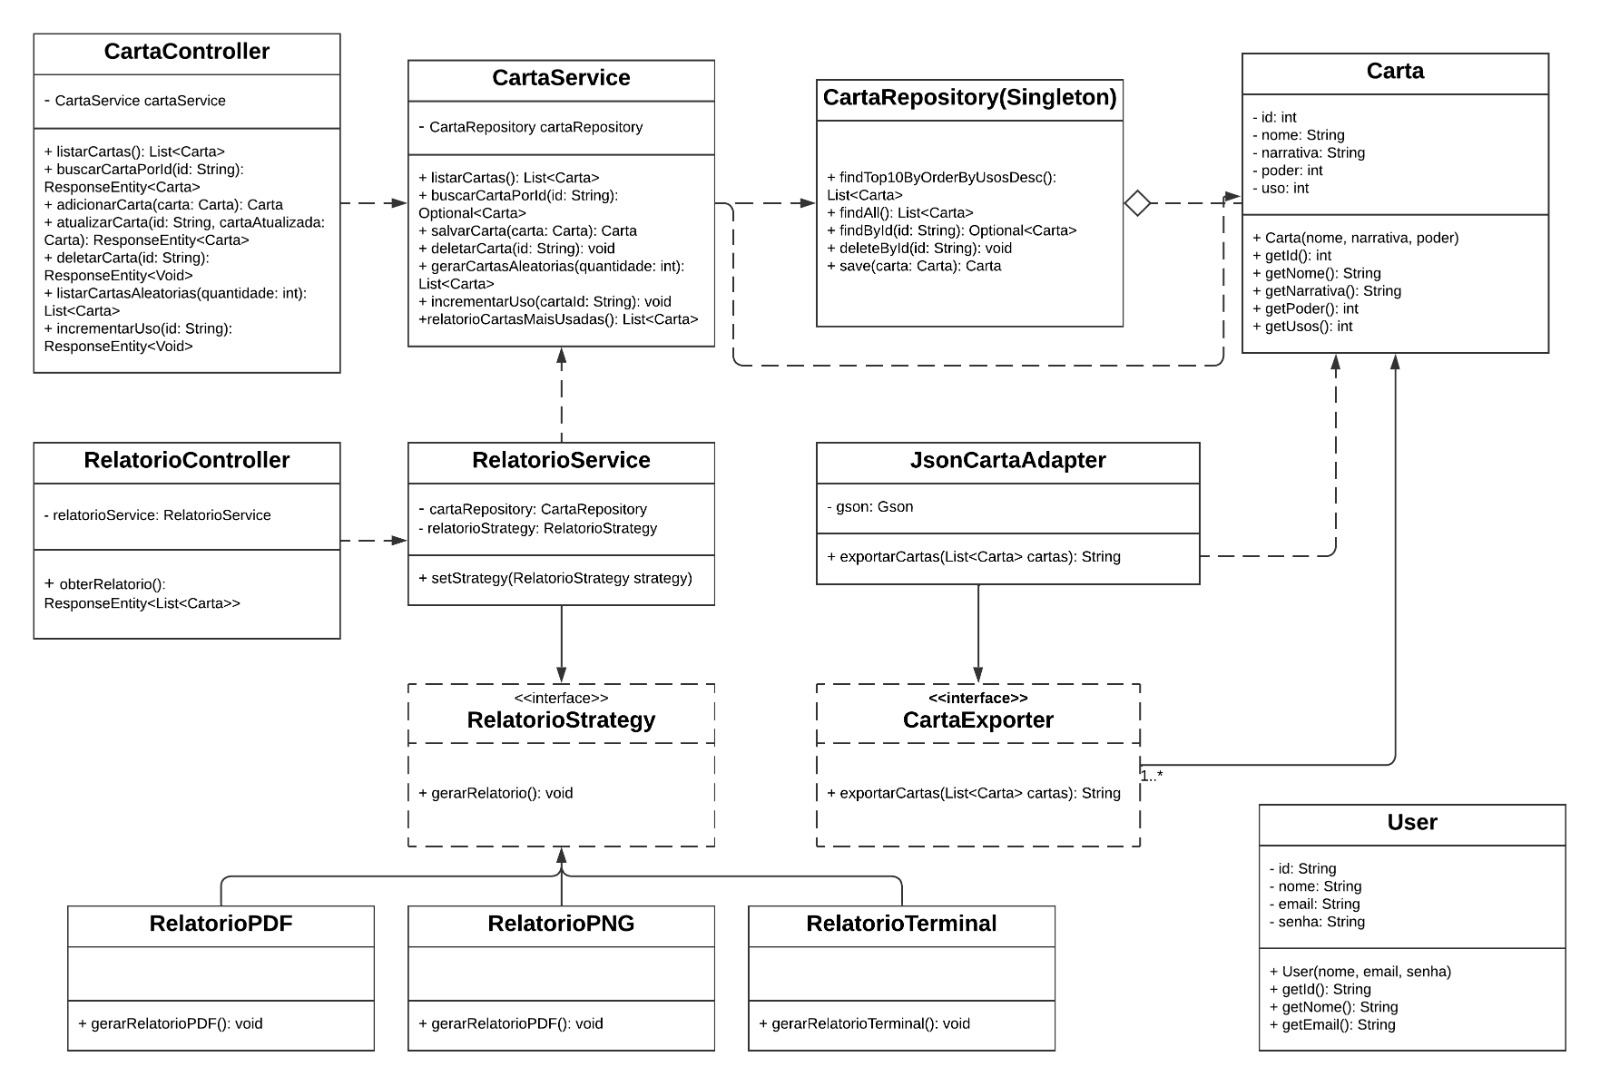 CartaController
- CartaService cartaService
+ listarCartas(): List<Carta>
+ buscarCartaPorId(id: String):
ResponseEntity<Carta>
+ adicionarCarta(carta: Carta): Carta
+ atualizarCarta(id: String, cartaAtualizada:
Carta): ResponseEntity<Carta>
+ deletarCarta(id: String):
ResponseEntity<Void>
+ listarCartasAleatorias(quantidade: int):
List<Carta>
+ incrementarUso(id: String):
ResponseEntity<Void>
CartaService
- CartaRepository cartaRepository
+ listarCartas(): List<Carta>
+ buscarCartaPorId(id: String):
Optional<Carta>
+ salvarCarta(carta: Carta): Carta
+ deletarCarta(id: String): void
+ gerarCartasAleatorias(quantidade: int):
List<Carta>
+ incrementarUso(cartaId: String): void
+relatorioCartasMaisUsadas(): List<Carta>
CartaRepository(Singleton)
+ findTop10ByOrderByUsosDesc():
List<Carta>
+ findAll(): List<Carta>
+ findById(id: String): Optional<Carta>
+ deleteById(id: String): void
+ save(carta: Carta): Carta
Carta
- id: int
- nome: String
- narrativa: String
- poder: int
- uso: int
+ Carta(nome, narrativa, poder)
+ getId(): int
+ getNome(): String
+ getNarrativa(): String
+ getPoder(): int
+ getUsos(): int
RelatorioController
- relatorioService: RelatorioService
+ obterRelatorio():
ResponseEntity<List<Carta>>
RelatorioService
- cartaRepository: CartaRepository
- relatorioStrategy: RelatorioStrategy
+ setStrategy(RelatorioStrategy strategy)
JsonCartaAdapter
- gson: Gson
+ exportarCartas(List<Carta> cartas): String
<<interface>>
RelatorioStrategy
+ gerarRelatorio(): void
<<interface>>
CartaExporter
+ exportarCartas(List<Carta> cartas): String
1..*
User
- id: String
- nome: String
- email: String
- senha: String
+ User(nome, email, senha)
+ getId(): String
+ getNome(): String
+ getEmail(): String
RelatorioPDF
+ gerarRelatorioPDF(): void
RelatorioPNG
+ gerarRelatorioPDF(): void
RelatorioTerminal
+ gerarRelatorioTerminal(): void